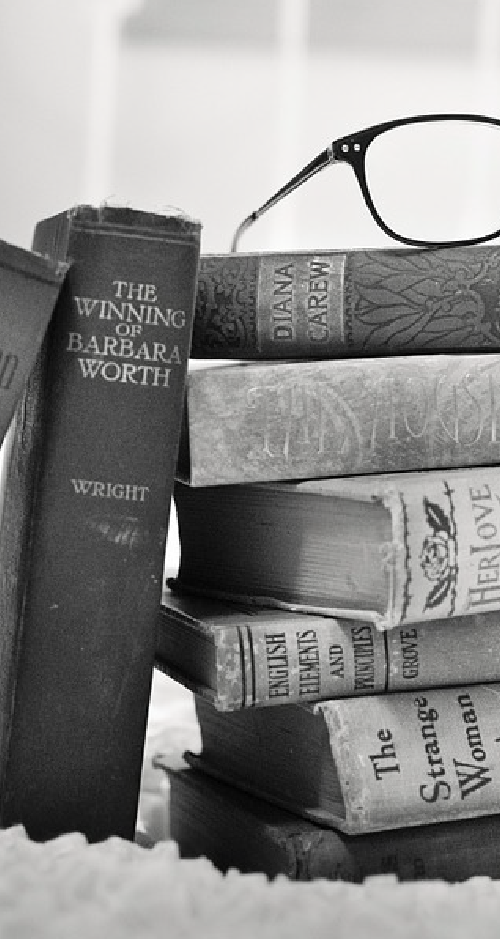 THE
WINNING
OF
BARBARA
WORTH
WRIGHT
DIANA
CAREW
HER LOVE
ENGLISH
ELEMENTS
AND
PRINCIPLES
GROVE
The
Strange
Woman